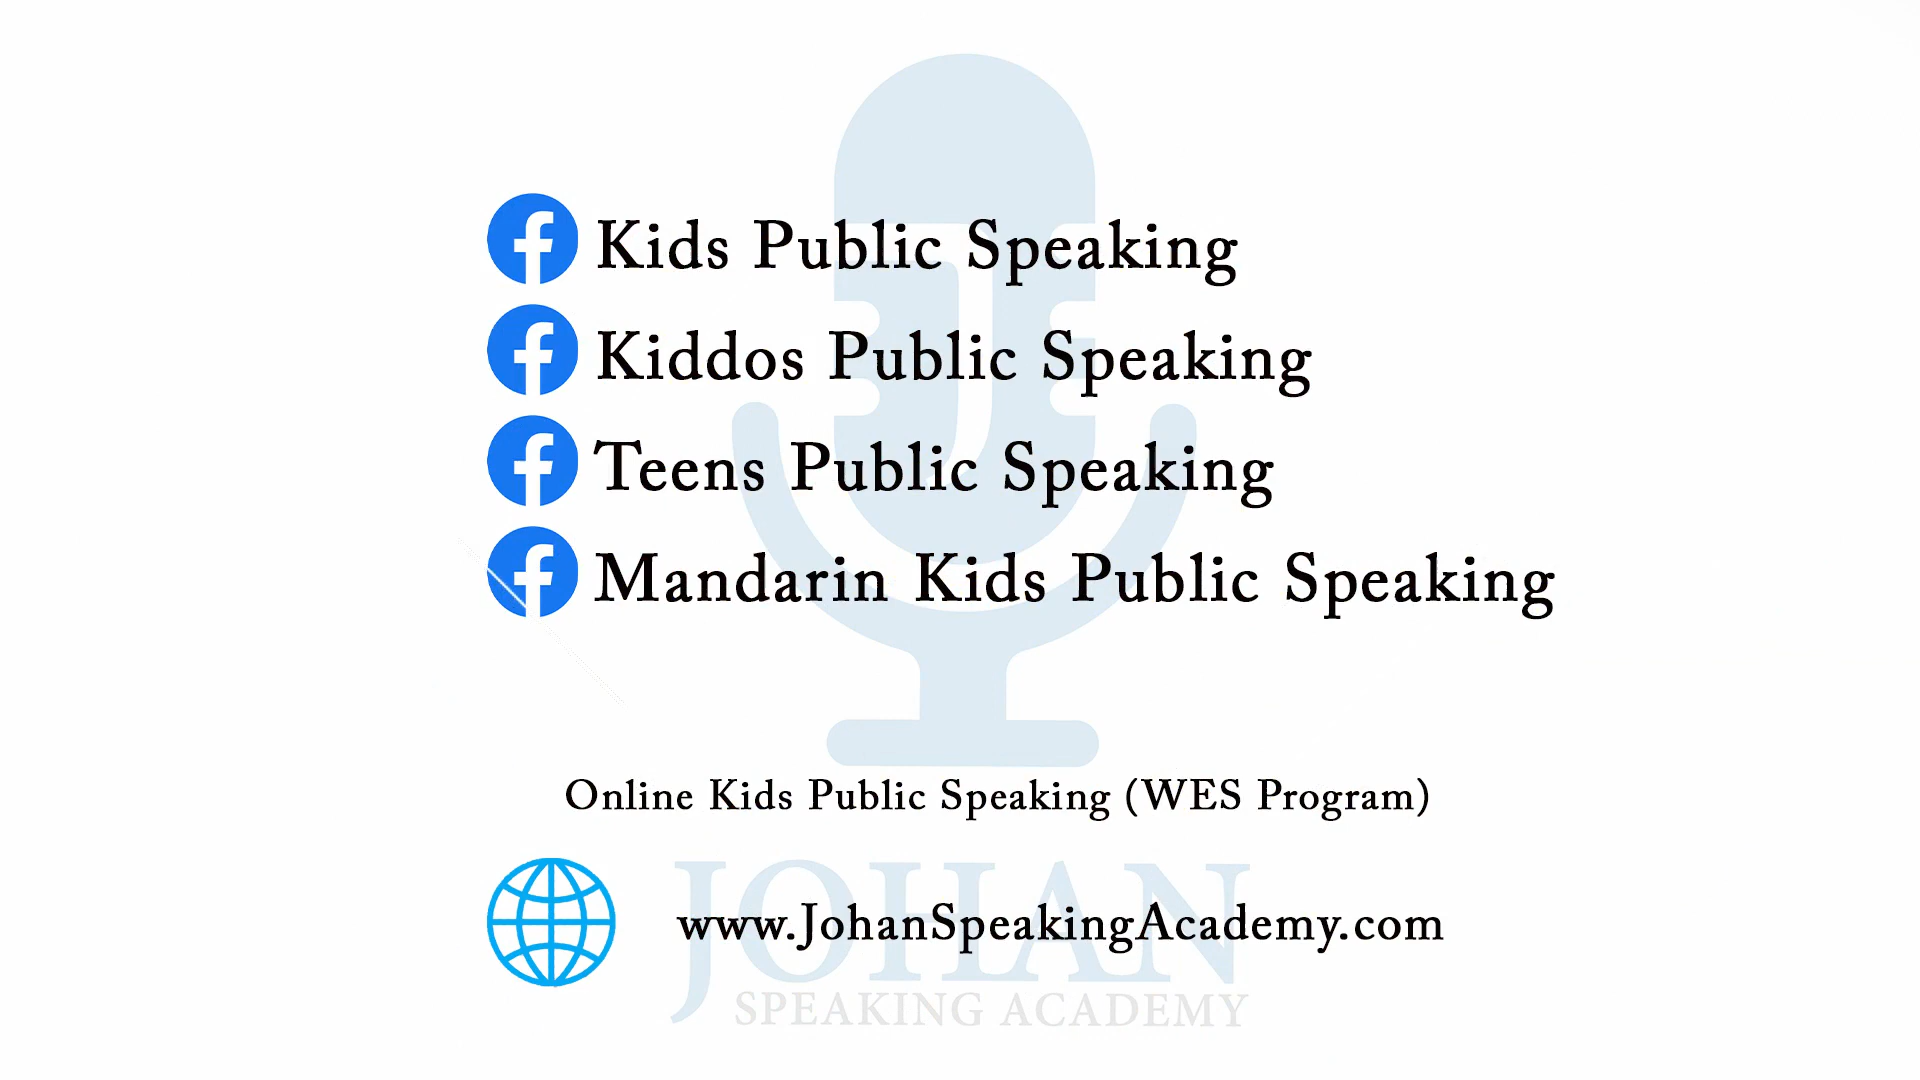 Kids Public Speaking
Kiddos Public Speaking
Teens Public Speaking
Mandarin Kids Public Speaking
Online Kids Public Speaking (WES Program)
www.JohanSpeakingAcademy.com
JOHAN
SPEAKING ACADEMY